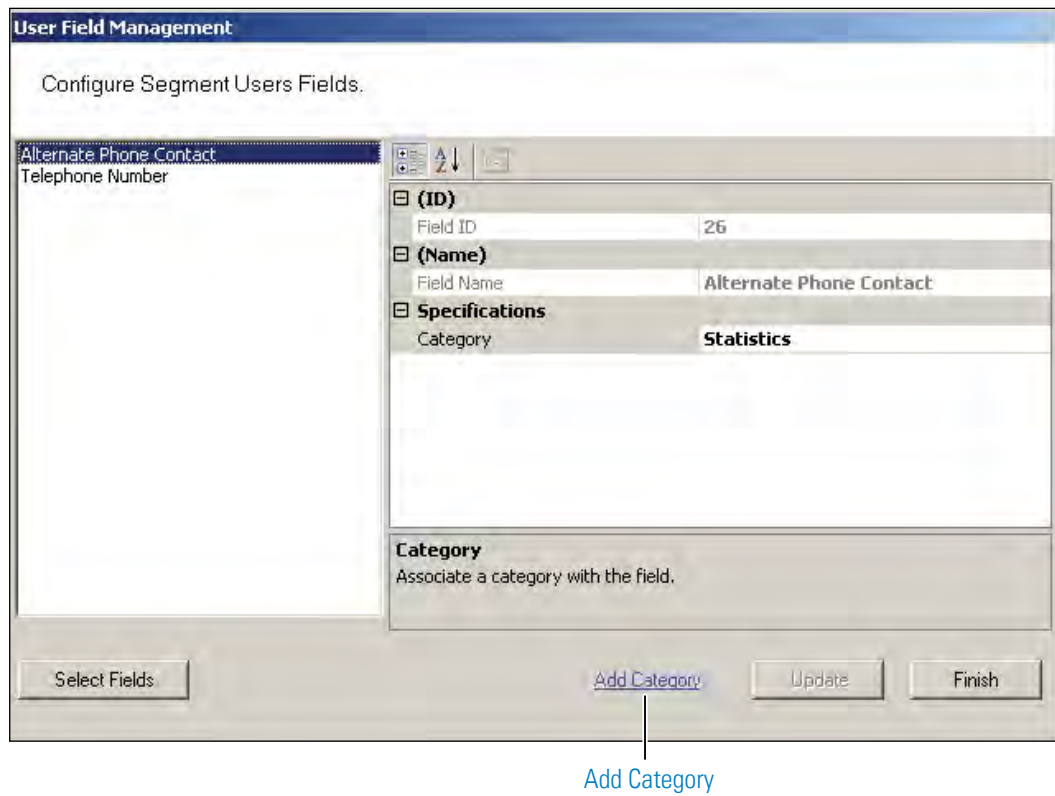 User Field Management
Configure Segment Users Fields.
Alternate Phone Contact
Telephone Number
(ID)
Field ID 26
(Name)
Field Name Alternate Phone Contact
Specifications
Category Statistics
Category
Associate a category with the field.
Select Fields Add Category Update Finish
Add Category